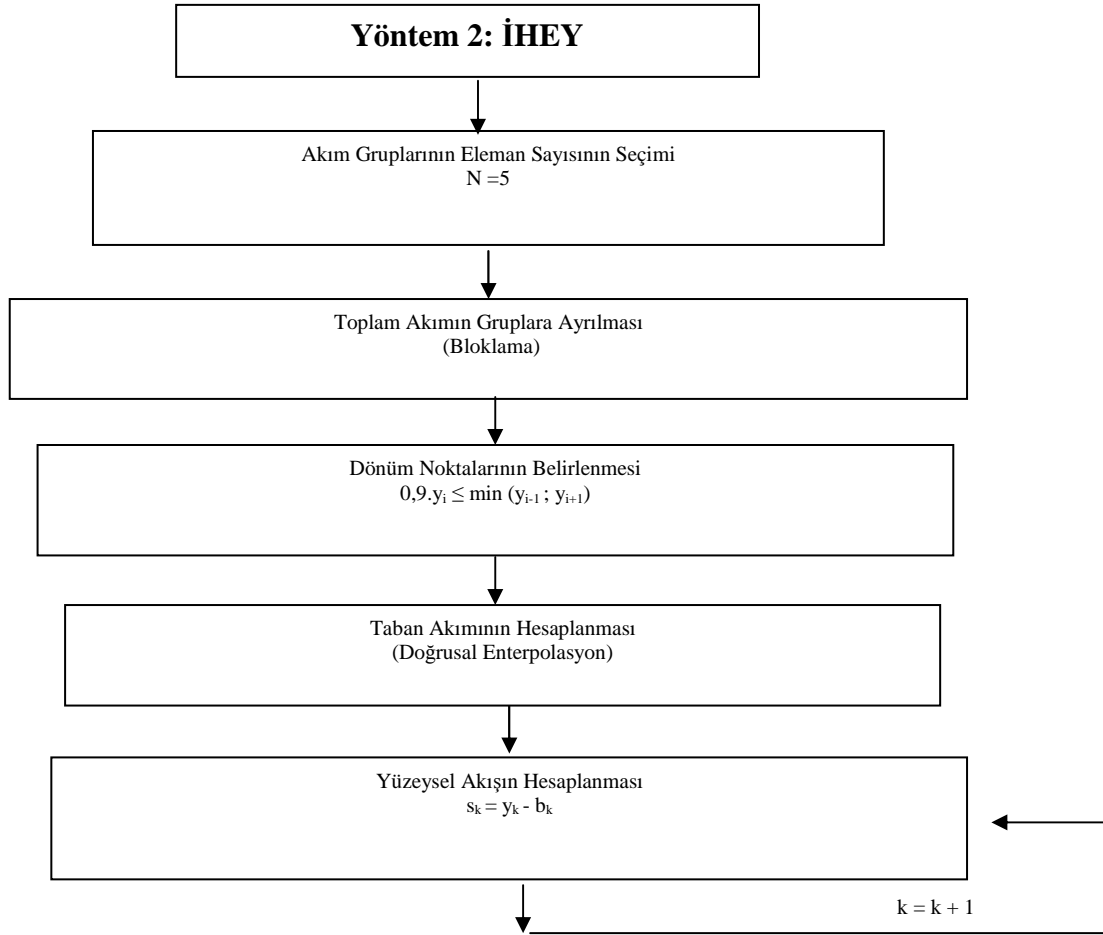 Yöntem 2: İHEY
Akım Gruplarının Eleman Sayısının Seçimi
N =5
Toplam Akımın Gruplara Ayrılması
(Bloklama)
Dönüm Noktalarının Belirlenmesi
0,9.yᵢ ≤ min (yᵢ₋₁ ; yᵢ₊₁)
Taban Akımının Hesaplanması
(Doğrusal Enterpolasyon)
Yüzeysel Akışın Hesaplanması
sₖ = yₖ - bₖ
k = k + 1